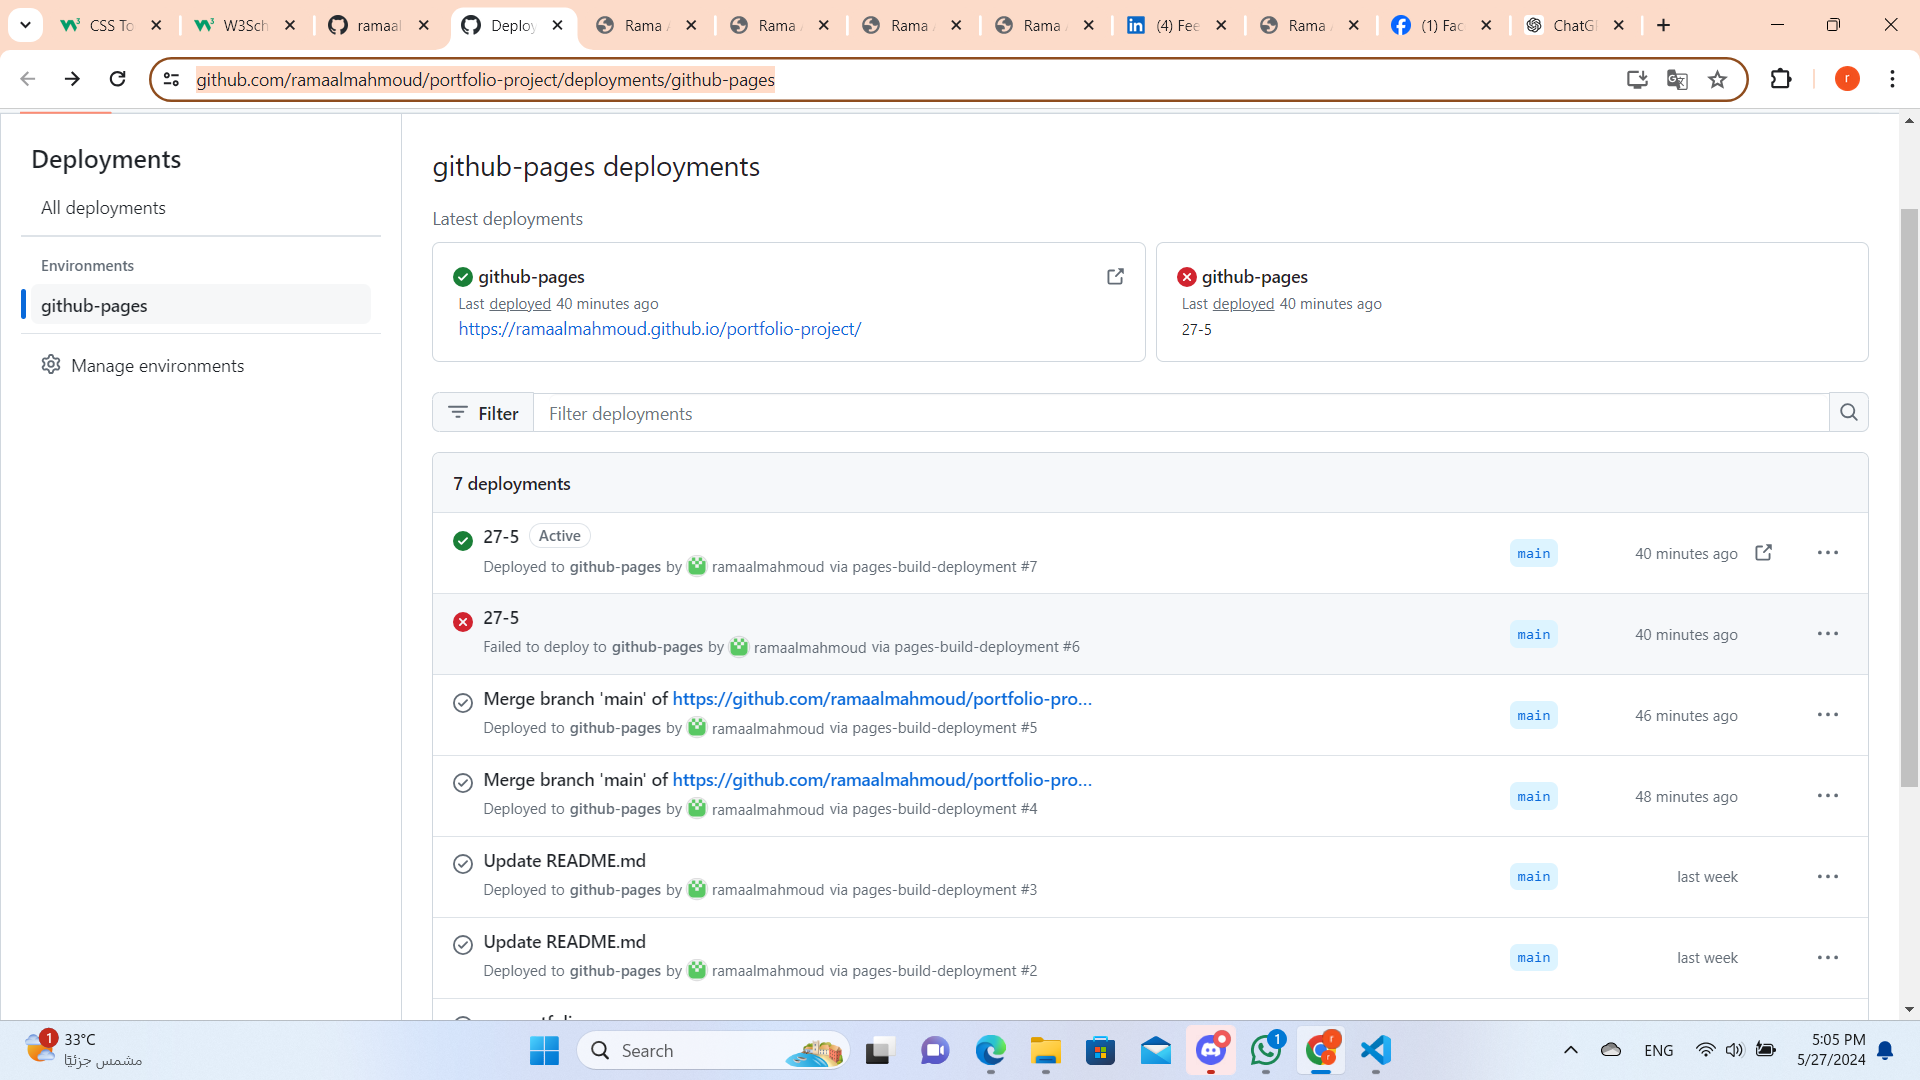 CSS To
W3Sch
ramaal
Deploy
Rama A
Rama A
Rama A
Rama A
(4) Fee
Rama A
(1) Fac
ChatG
github.com/ramaalmahmoud/portfolio-project/deployments/github-pages
r
Deployments
All deployments
Environments
github-pages
Manage environments
github-pages deployments
Latest deployments
github-pages
Last deployed 40 minutes ago
https://ramaalmahmoud.github.io/portfolio-project/
github-pages
Last deployed 40 minutes ago
27-5
Filter
Filter deployments
7 deployments
27-5 Active
Deployed to github-pages by ramaalmahmoud via pages-build-deployment #7
main
40 minutes ago
27-5
Failed to deploy to github-pages by ramaalmahmoud via pages-build-deployment #6
main
40 minutes ago
Merge branch 'main' of https://github.com/ramaalmahmoud/portfolio-pro...
Deployed to github-pages by ramaalmahmoud via pages-build-deployment #5
main
46 minutes ago
Merge branch 'main' of https://github.com/ramaalmahmoud/portfolio-pro...
Deployed to github-pages by ramaalmahmoud via pages-build-deployment #4
main
48 minutes ago
Update README.md
Deployed to github-pages by ramaalmahmoud via pages-build-deployment #3
main
last week
Update README.md
Deployed to github-pages by ramaalmahmoud via pages-build-deployment #2
main
last week
1
33°C
مشمس جزئيًا
Search
1
r
r
ENG
5:05 PM
5/27/2024